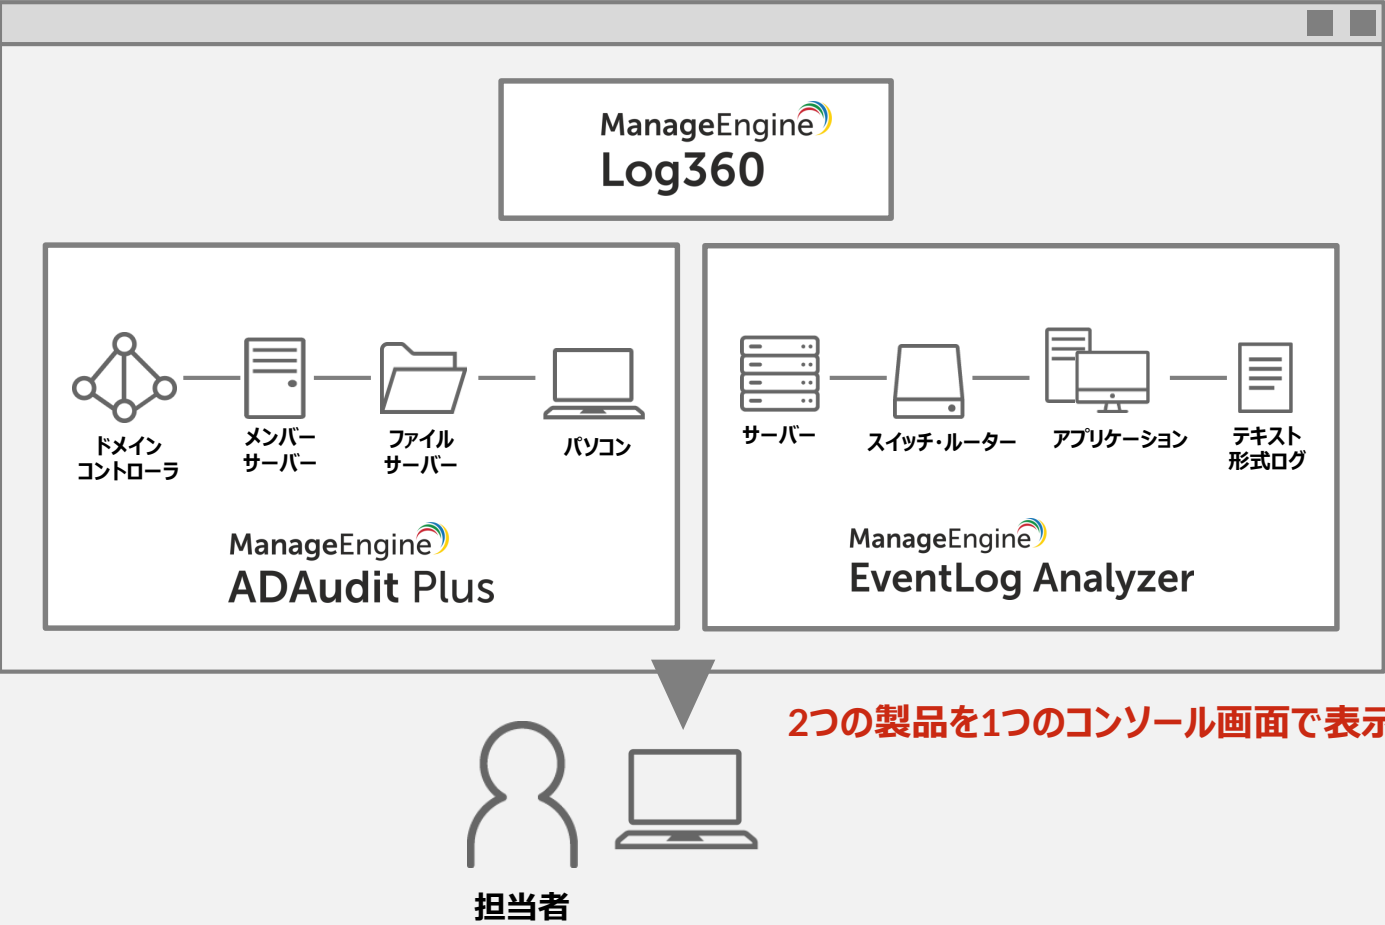 ManageEngine
Log360
ドメイン
コントローラ
メンバー
サーバー
ファイル
サーバー
パソコン
ManageEngine
ADAudit Plus
サーバー
スイッチ・ルーター
アプリケーション
テキスト
形式ログ
ManageEngine
EventLog Analyzer
2つの製品を1つのコンソール画面で表示
担当者